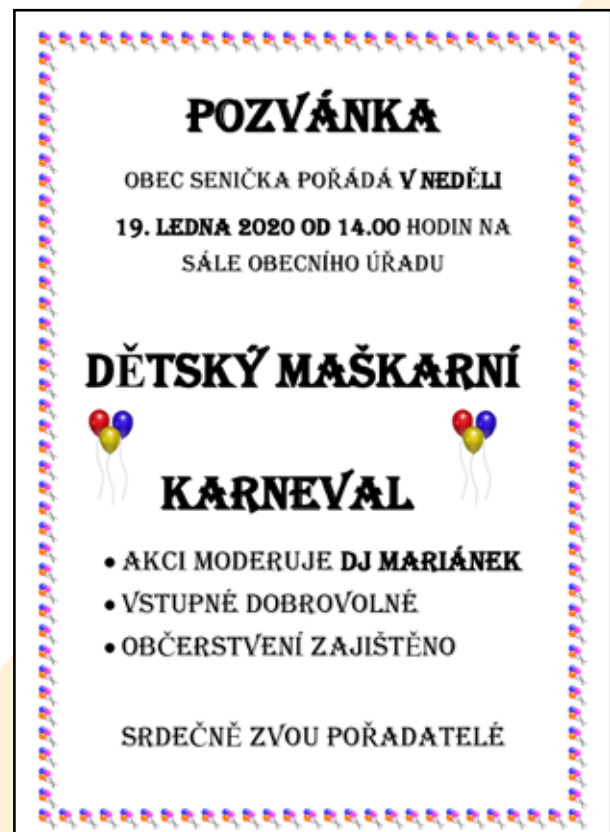 POZVÁNKA
OBEC SENIČKA POŘÁDÁ V NEDĚLI
19. LEDNA 2020 OD 14.00 HODIN NA
SÁLE OBECNÍHO ÚŘADU
DĚTSKÝ MAŠKARNÍ
KARNEVAL
• AKCI MODERUJE DJ MARIÁNEK
• VSTUPNÉ DOBROVOLNÉ
• OBČERSTVENÍ ZAJIŠTĚNO
SRDEČNĚ ZVOU POŘADATELÉ